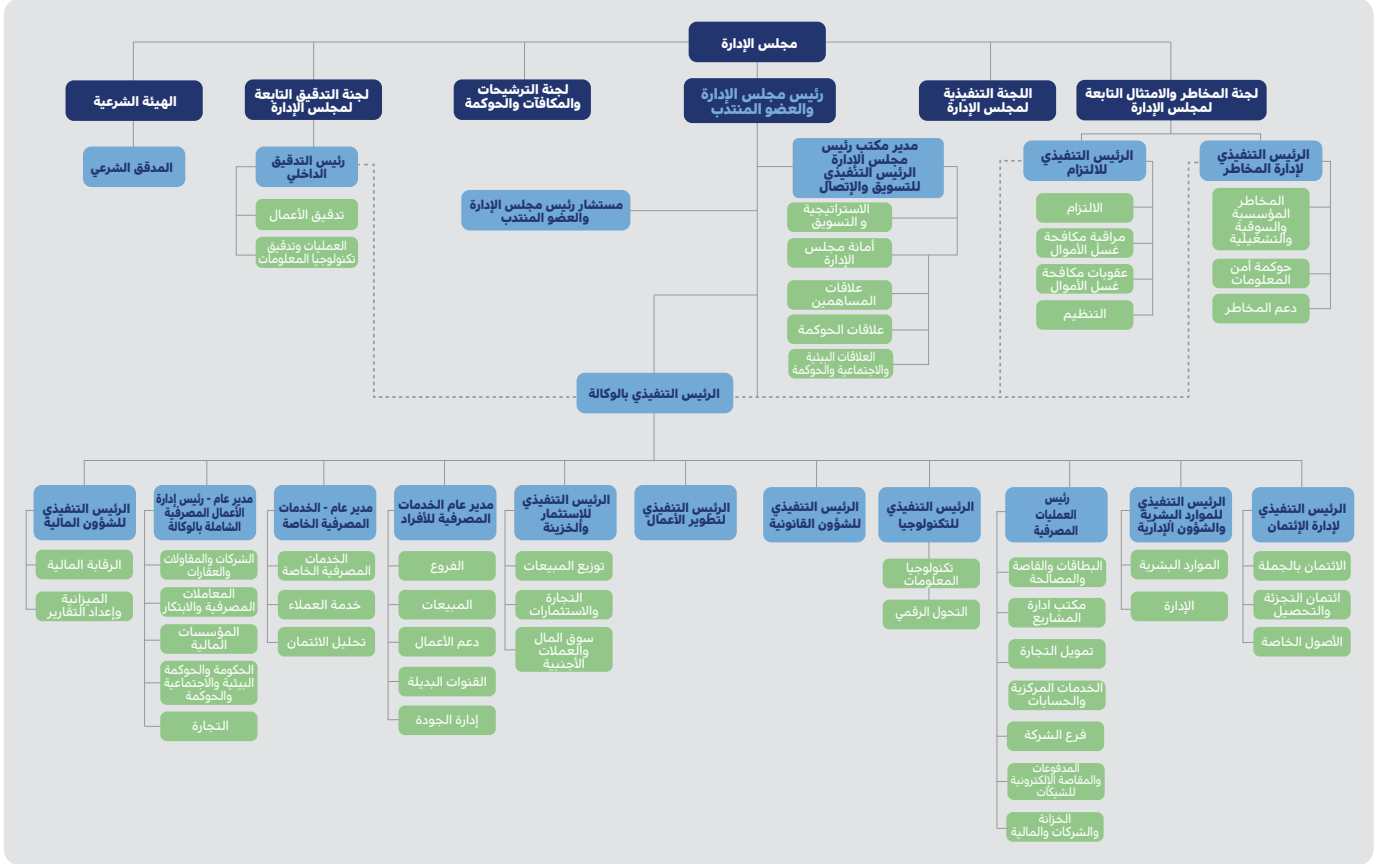 مجلس الإدارة
لجنة المخاطر والامتثال التابعة
لمجلس الإدارة
اللجنة التنفيذية
لمجلس الإدارة
رئيس مجلس الإدارة
والعضو المنتدب
لجنة الترشيحات
والمكافآت والحوكمة
لجنة التدقيق التابعة
لمجلس الإدارة
الهيئة الشرعية
الرئيس التنفيذي
لإدارة المخاطر
المخاطر
المؤسسية
والسوقية
والتشغيلية
حوكمة أمن
المعلومات
دعم المخاطر
الرئيس التنفيذي
للالتزام
الالتزام
مراقبة مكافحة
غسل الأموال
عقوبات مكافحة
غسل الأموال
التنظيم
مدير مكتب رئيس
مجلس الإدارة
الرئيس التنفيذي
للتسويق والإتصال
الاستراتيجية
و التسويق
أمانة مجلس
الإدارة
علاقات
المساهمين
علاقات الحوكمة
العلاقات البيئية
والاجتماعية والحوكمة
مستشار رئيس مجلس الإدارة
والعضو المنتدب
رئيس التدقيق
الداخلي
تدقيق الأعمال
العمليات وتدقيق
تكنولوجيا المعلومات
المدقق الشرعي
الرئيس التنفيذي بالوكالة
الرئيس التنفيذي
لإدارة الإئتمان
الائتمان بالجملة
ائتمان التجزئة
والتحصيل
الأصول الخاصة
الرئيس التنفيذي
للموارد البشرية
والشؤون الإدارية
الموارد البشرية
الإدارة
رئيس
العمليات
المصرفية
البطاقات والقاصة
والمصالحة
مكتب ادارة
المشاريع
تمويل التجارة
الخدمات المركزية
والحسابات
فرع الشركة
المدفوعات
والمقاصة الإلكترونية
للشيكات
الخزانة
والشركات والمالية
الرئيس التنفيذي
للتكنولوجيا
تكنولوجيا
المعلومات
التحول الرقمي
الرئيس التنفيذي
للشؤون القانونية
الرئيس التنفيذي
لتطوير الأعمال
الرئيس التنفيذي
للإستثمار
والخزينة
توزيع المبيعات
التجارة
والاستثمارات
سوق المال
والعملات
الأجنبية
مدير عام الخدمات
المصرفية للأفراد
الفروع
المبيعات
دعم الأعمال
القنوات البديلة
إدارة الجودة
مدير عام - الخدمات
المصرفية الخاصة
الخدمات
المصرفية الخاصة
خدمة العملاء
تحليل الائتمان
مدير عام - رئيس إدارة
الأعمال المصرفية
الشاملة بالوكالة
الشركات والمقاولات
والعقارات
المعاملات
المصرفية والابتكار
المؤسسات
المالية
الحكومة والحوكمة
البيئية والاجتماعية
والحوكمة
التجارة
الرئيس التنفيذي
للشؤون المالية
الرقابة المالية
الميزانية
وإعداد التقارير